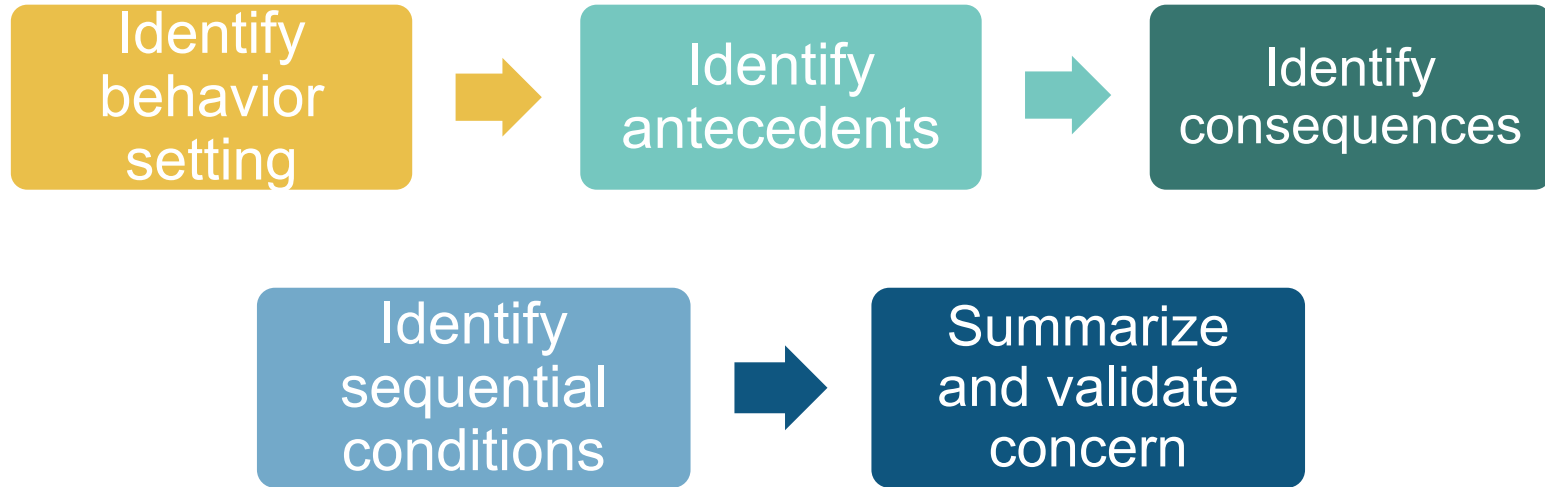 Identify
behavior
setting
Identify
antecedents
Identify
consequences
Identify
sequential
conditions
Summarize
and validate
concern